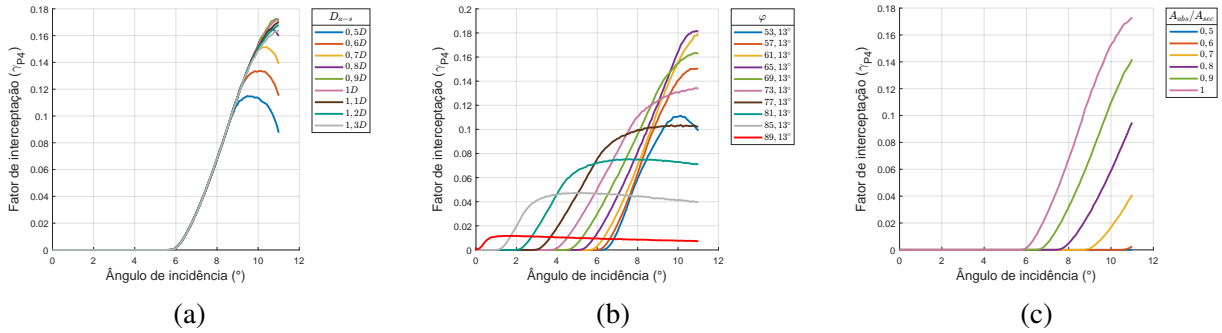 Fator de interceptação (γP4)
0.18
0.16
0.14
0.12
0.1
0.08
0.06
0.04
0.02
0
0 2 4 6 8 10 12
Ângulo de incidência (°)
D_{a-s}
0,5D
0,6D
0,7D
0,8D
0,9D
1D
1,1D
1,2D
1,3D
(a)
Fator de interceptação (γP4)
0.2
0.18
0.16
0.14
0.12
0.1
0.08
0.06
0.04
0.02
0
0 2 4 6 8 10 12
Ângulo de incidência (°)
φ
53,13°
57,13°
61,13°
65,13°
69,13°
73,13°
77,13°
81,13°
85,13°
89,13°
(b)
Fator de interceptação (γP4)
0.18
0.16
0.14
0.12
0.1
0.08
0.06
0.04
0.02
0
0 2 4 6 8 10 12
Ângulo de incidência (°)
A_{abs}/A_{sec}
0,5
0,6
0,7
0,8
0,9
1
(c)